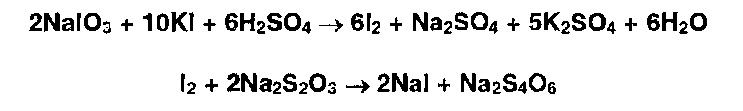 2NaIO₃ + 10KI + 6H₂SO₄ → 6I₂ + Na₂SO₄ + 5K₂SO₄ + 6H₂O
I₂ + 2Na₂S₂O₃ → 2NaI + Na₂S₄O₆